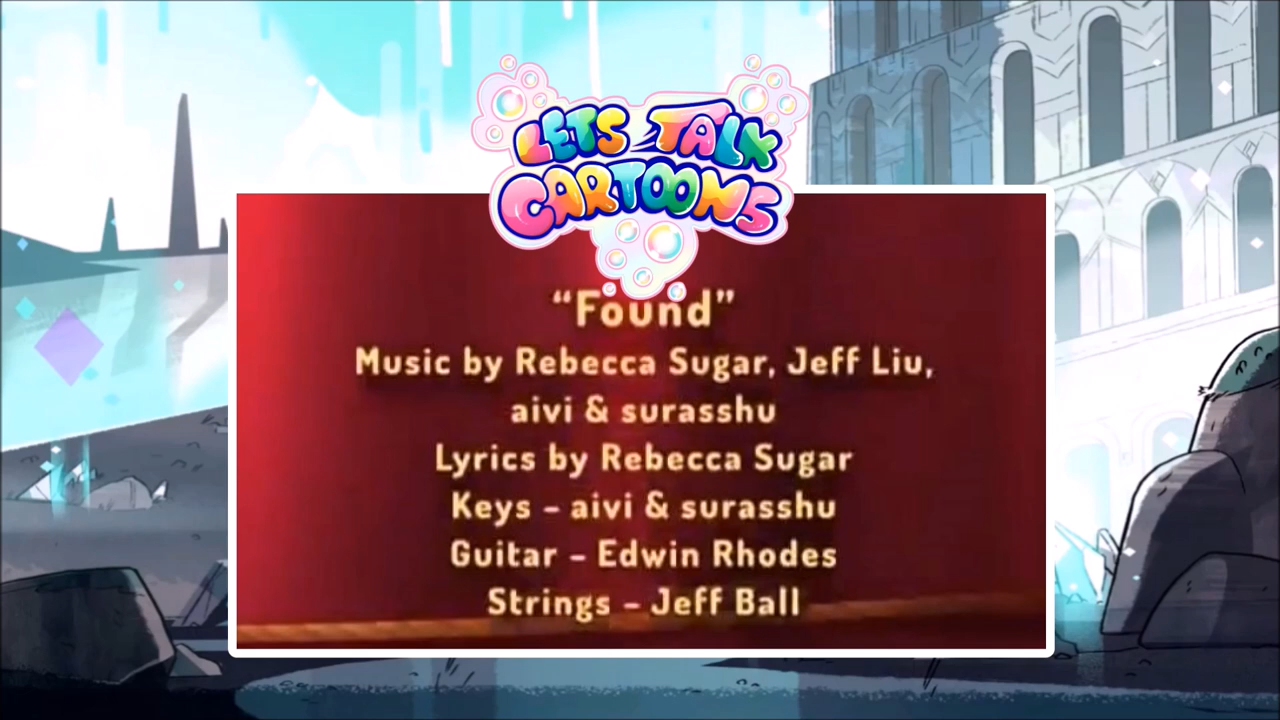 LETS TALK
CARTOONS
“Found”
Music by Rebecca Sugar, Jeff Liu,
aivi & surasshu
Lyrics by Rebecca Sugar
Keys – aivi & surasshu
Guitar – Edwin Rhodes
Strings – Jeff Ball